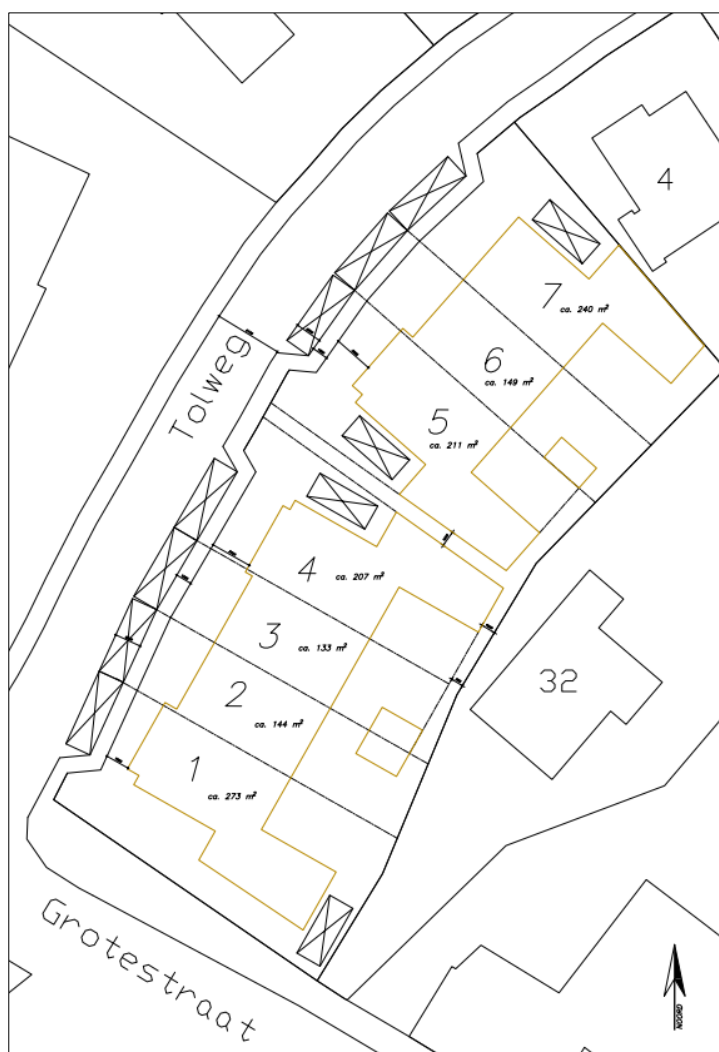 4
7
ca. 240 m²
6
ca. 149 m²
Tolweg
5
ca. 211 m²
4
ca. 207 m²
3
ca. 133 m²
32
2
ca. 144 m²
1
ca. 273 m²
Grotestraat
NOORD